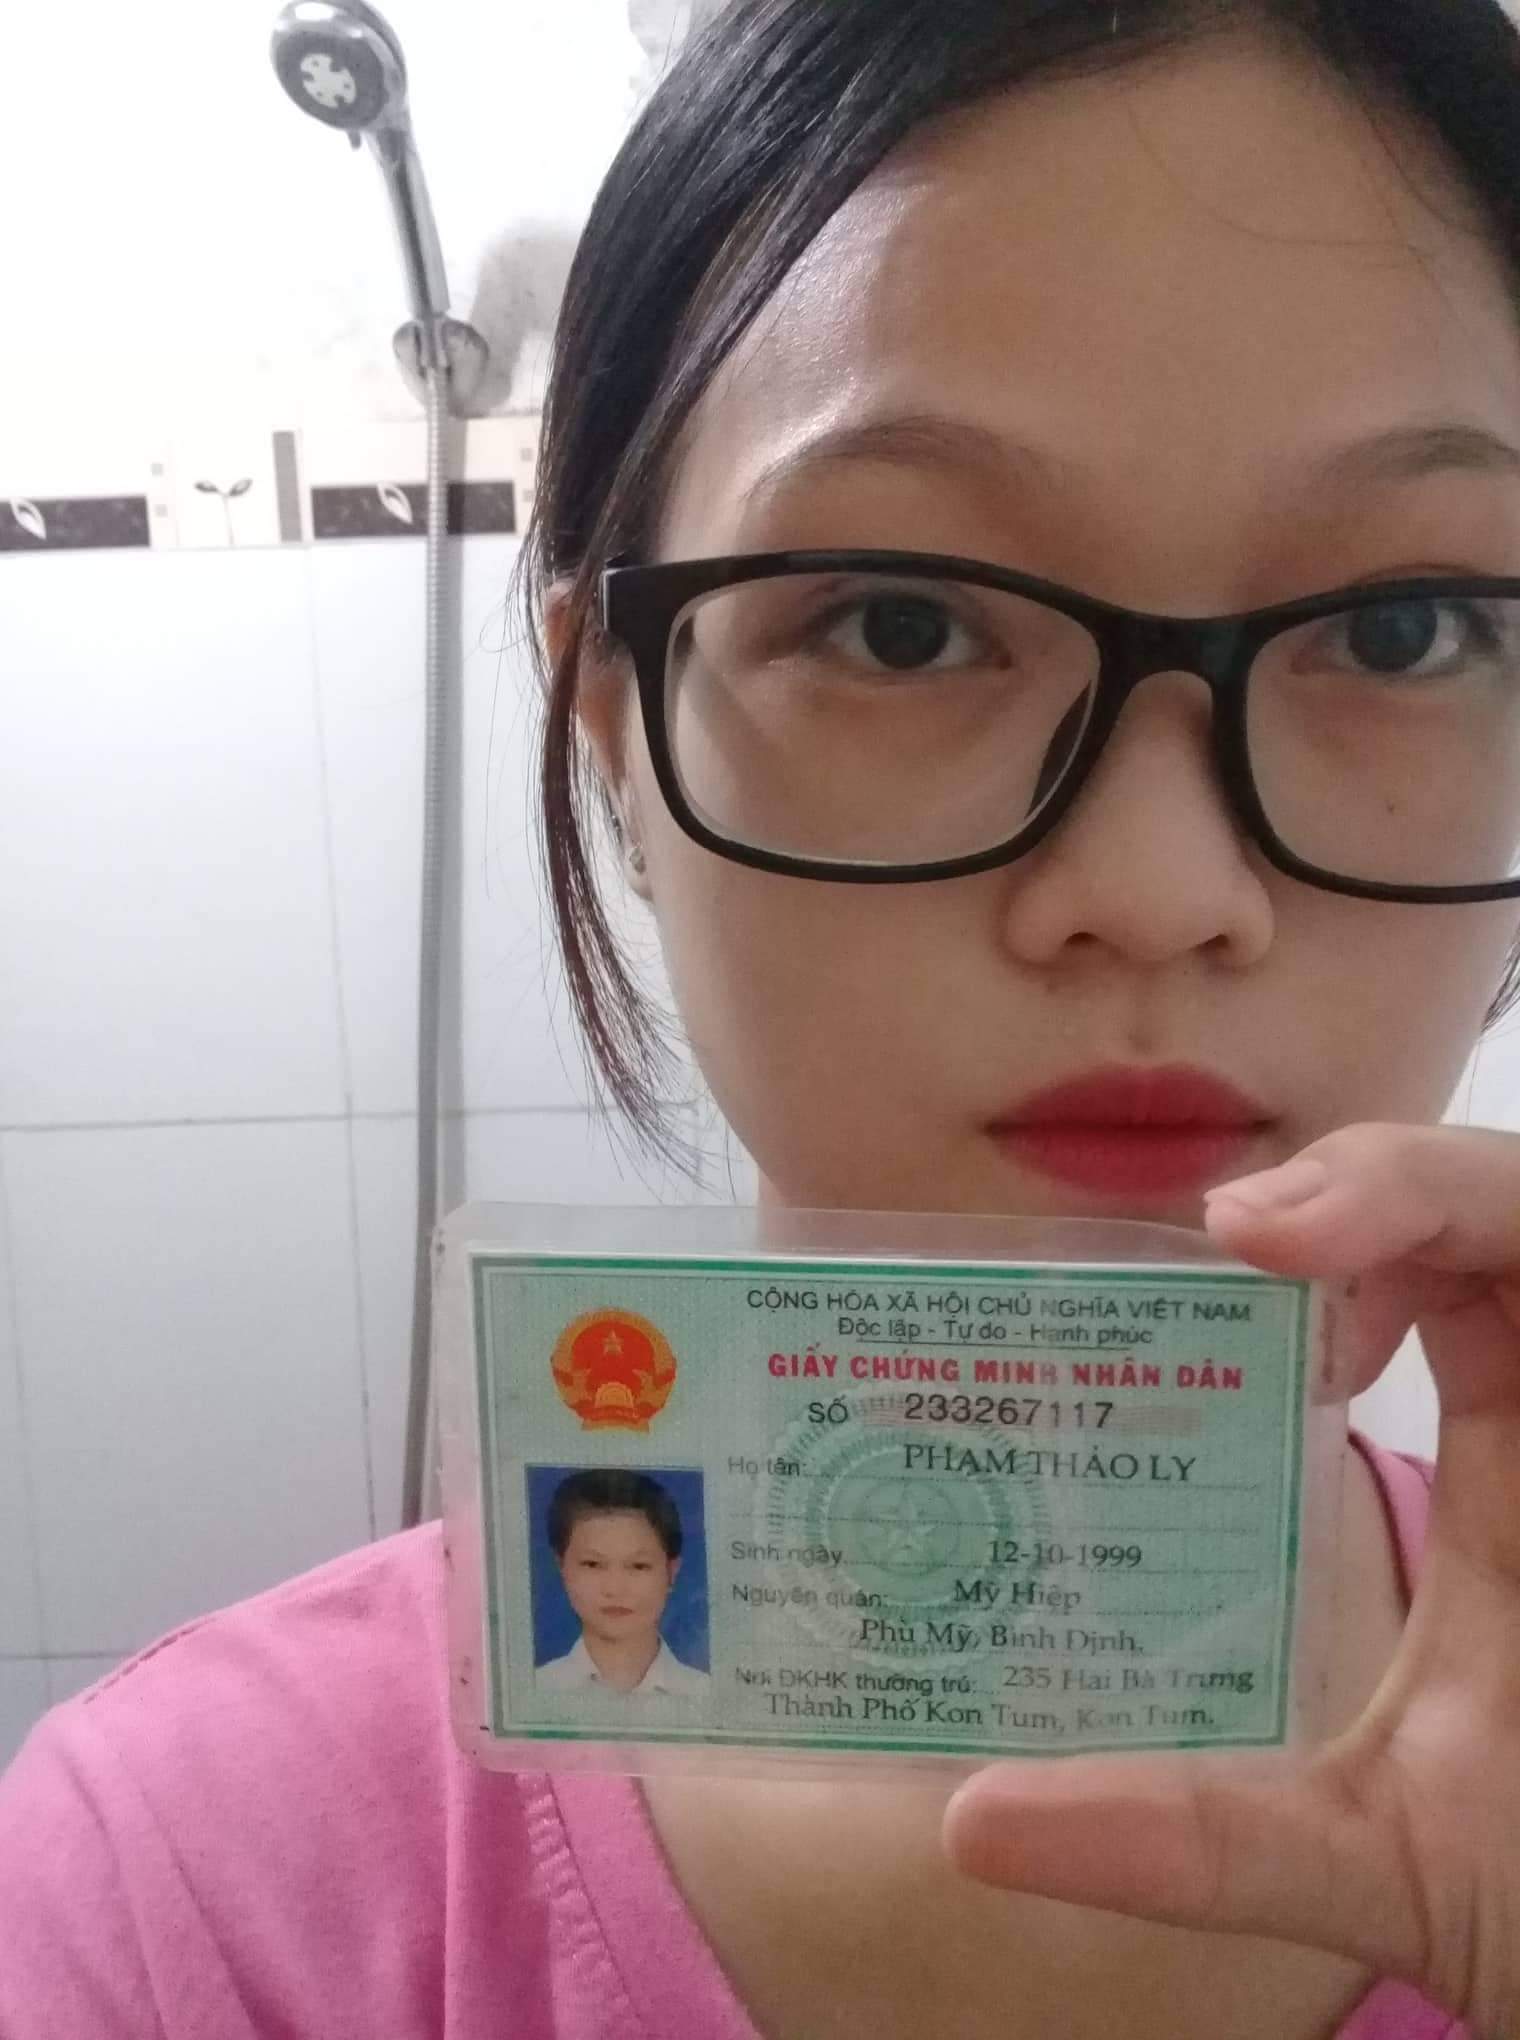 CỘNG HÒA XÃ HỘI CHỦ NGHĨA VIỆT NAM
Độc lập - Tự do - Hạnh phúc
GIẤY CHỨNG MINH NHÂN DÂN
SỐ 233267117
Họ tên: PHẠM THẢO LY
Sinh ngày 12-10-1999
Nguyên quán: Mỹ Hiệp
Phù Mỹ, Bình Định.
Nơi ĐKHK thường trú: 235 Hai Bà Trưng
Thành Phố Kon Tum, Kon Tum.